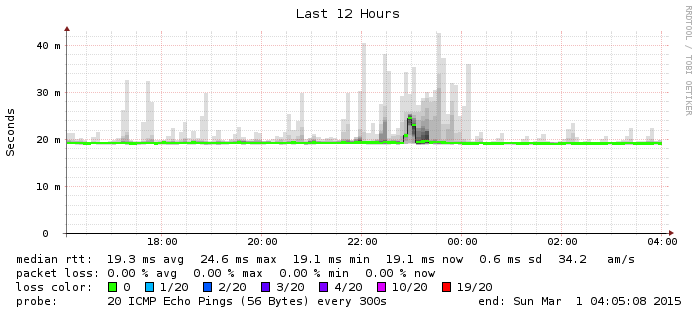 Last 12 Hours
RRDTOOL / TOBI OETIKER
Seconds
40 m
30 m
20 m
10 m
0
18:00 20:00 22:00 00:00 02:00 04:00
median rtt: 19.3 ms avg 24.6 ms max 19.1 ms min 19.1 ms now 0.6 ms sd 34.2 am/s
packet loss: 0.00 % avg 0.00 % max 0.00 % min 0.00 % now
loss color: 0 1/20 2/20 3/20 4/20 10/20 19/20
probe: 20 ICMP Echo Pings (56 Bytes) every 300s end: Sun Mar 1 04:05:08 2015